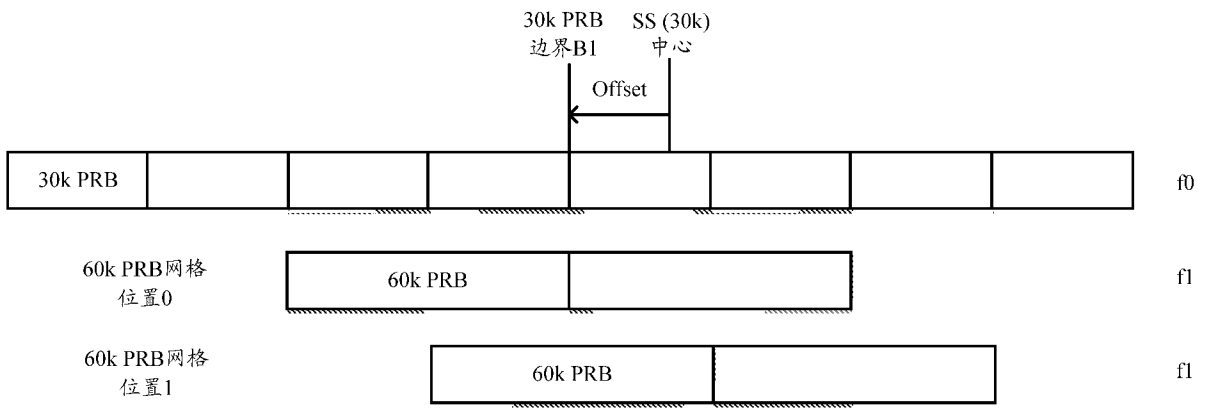 30k PRB
边界B1
SS (30k)
中心
Offset
30k PRB
f0
60k PRB网格
位置0
60k PRB
f1
60k PRB网格
位置1
60k PRB
f1